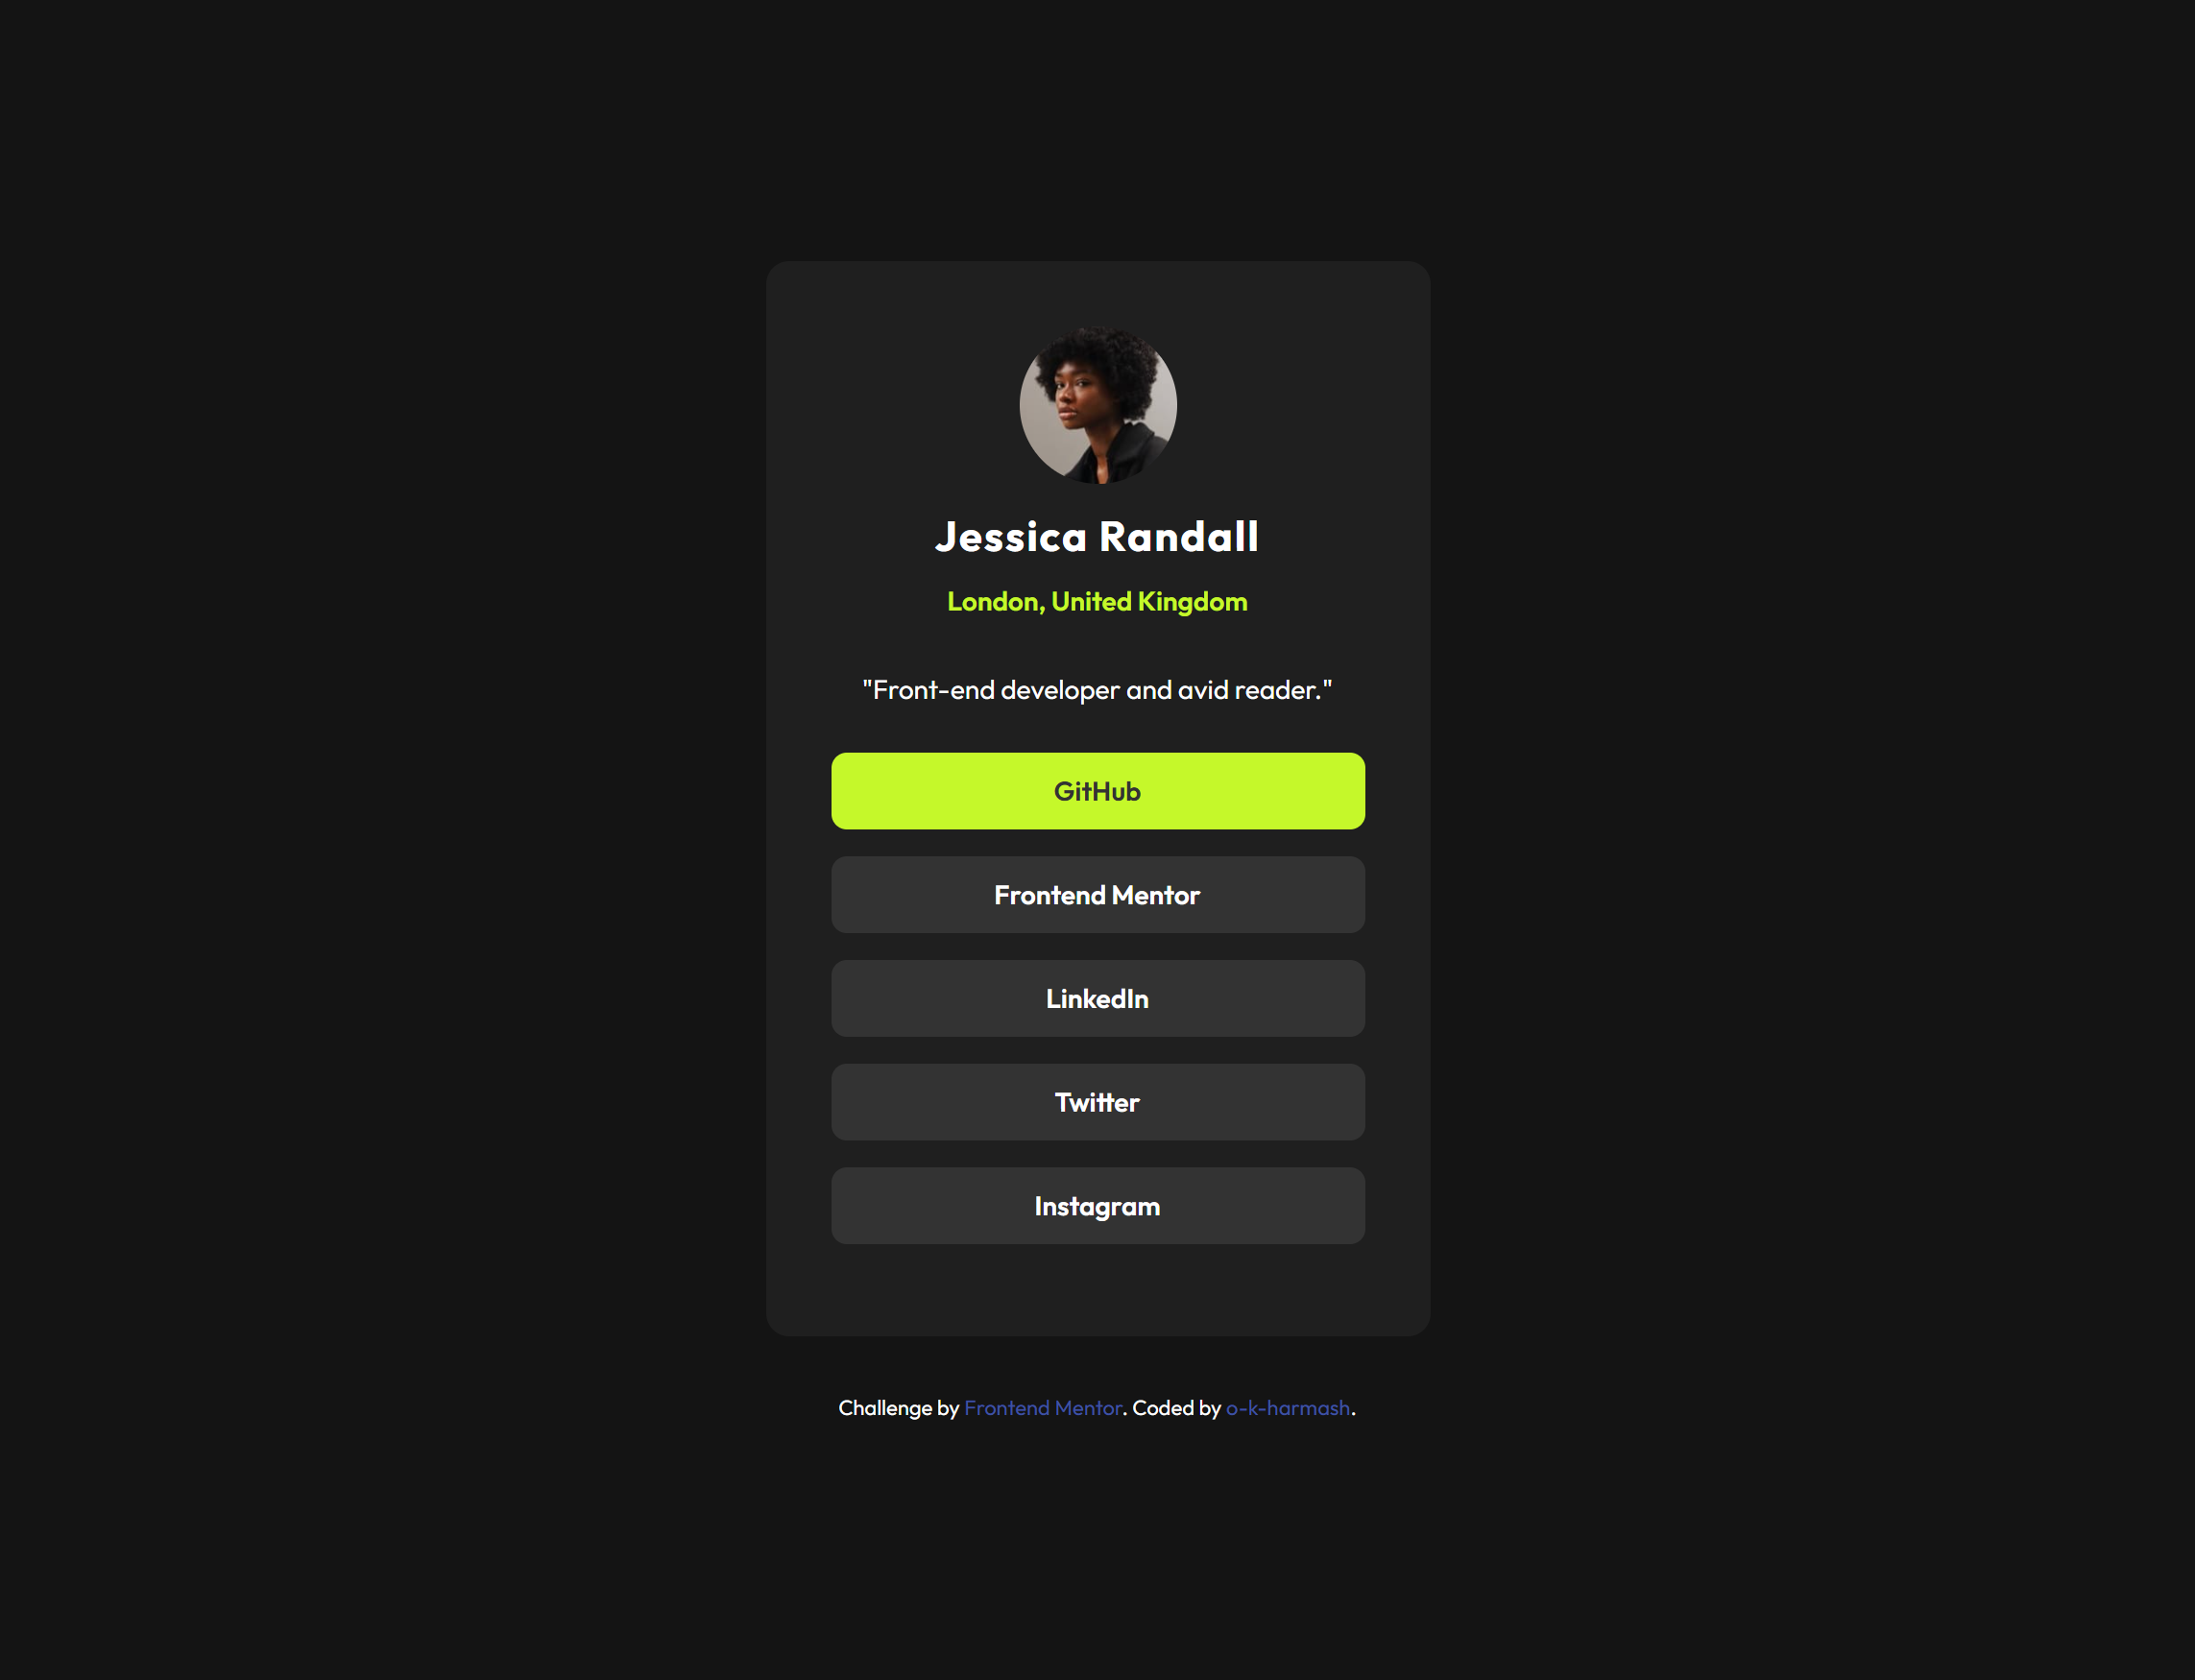 Jessica Randall
London, United Kingdom
"Front-end developer and avid reader."
GitHub
Frontend Mentor
LinkedIn
Twitter
Instagram
Challenge by Frontend Mentor. Coded by o-k-harmash.